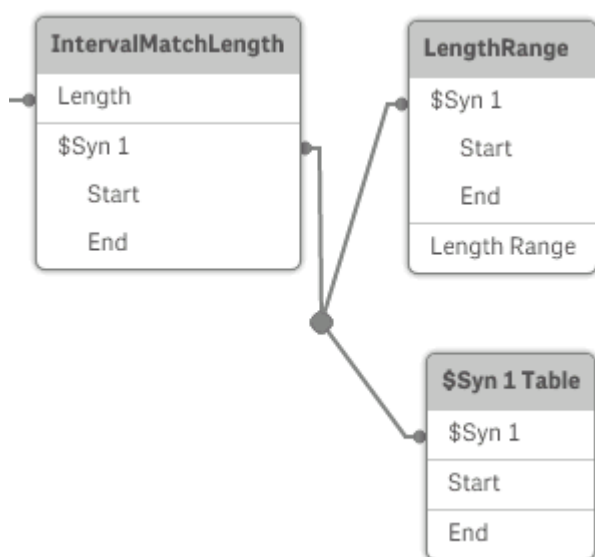 IntervalMatchLength
Length
$Syn 1
Start
End
LengthRange
$Syn 1
Start
End
Length Range
$Syn 1 Table
$Syn 1
Start
End